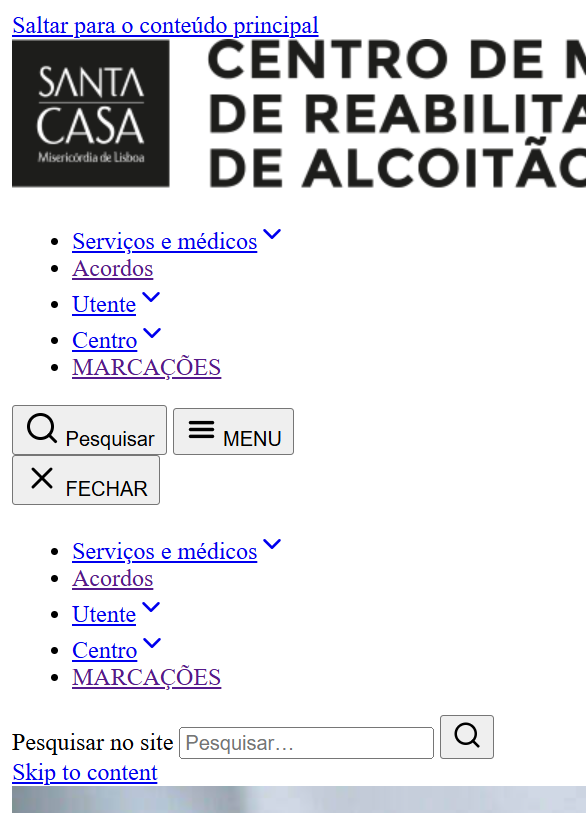 Saltar para o conteúdo principal
SANTA
CASA
Misericórdia de Lisboa
CENTRO DE
DE REABILITA
DE ALCOITÃO
Serviços e médicos
Acordos
Utente
Centro
MARCAÇÕES
Pesquisar MENU
FECHAR
Serviços e médicos
Acordos
Utente
Centro
MARCAÇÕES
Pesquisar no site Pesquisar...
Skip to content